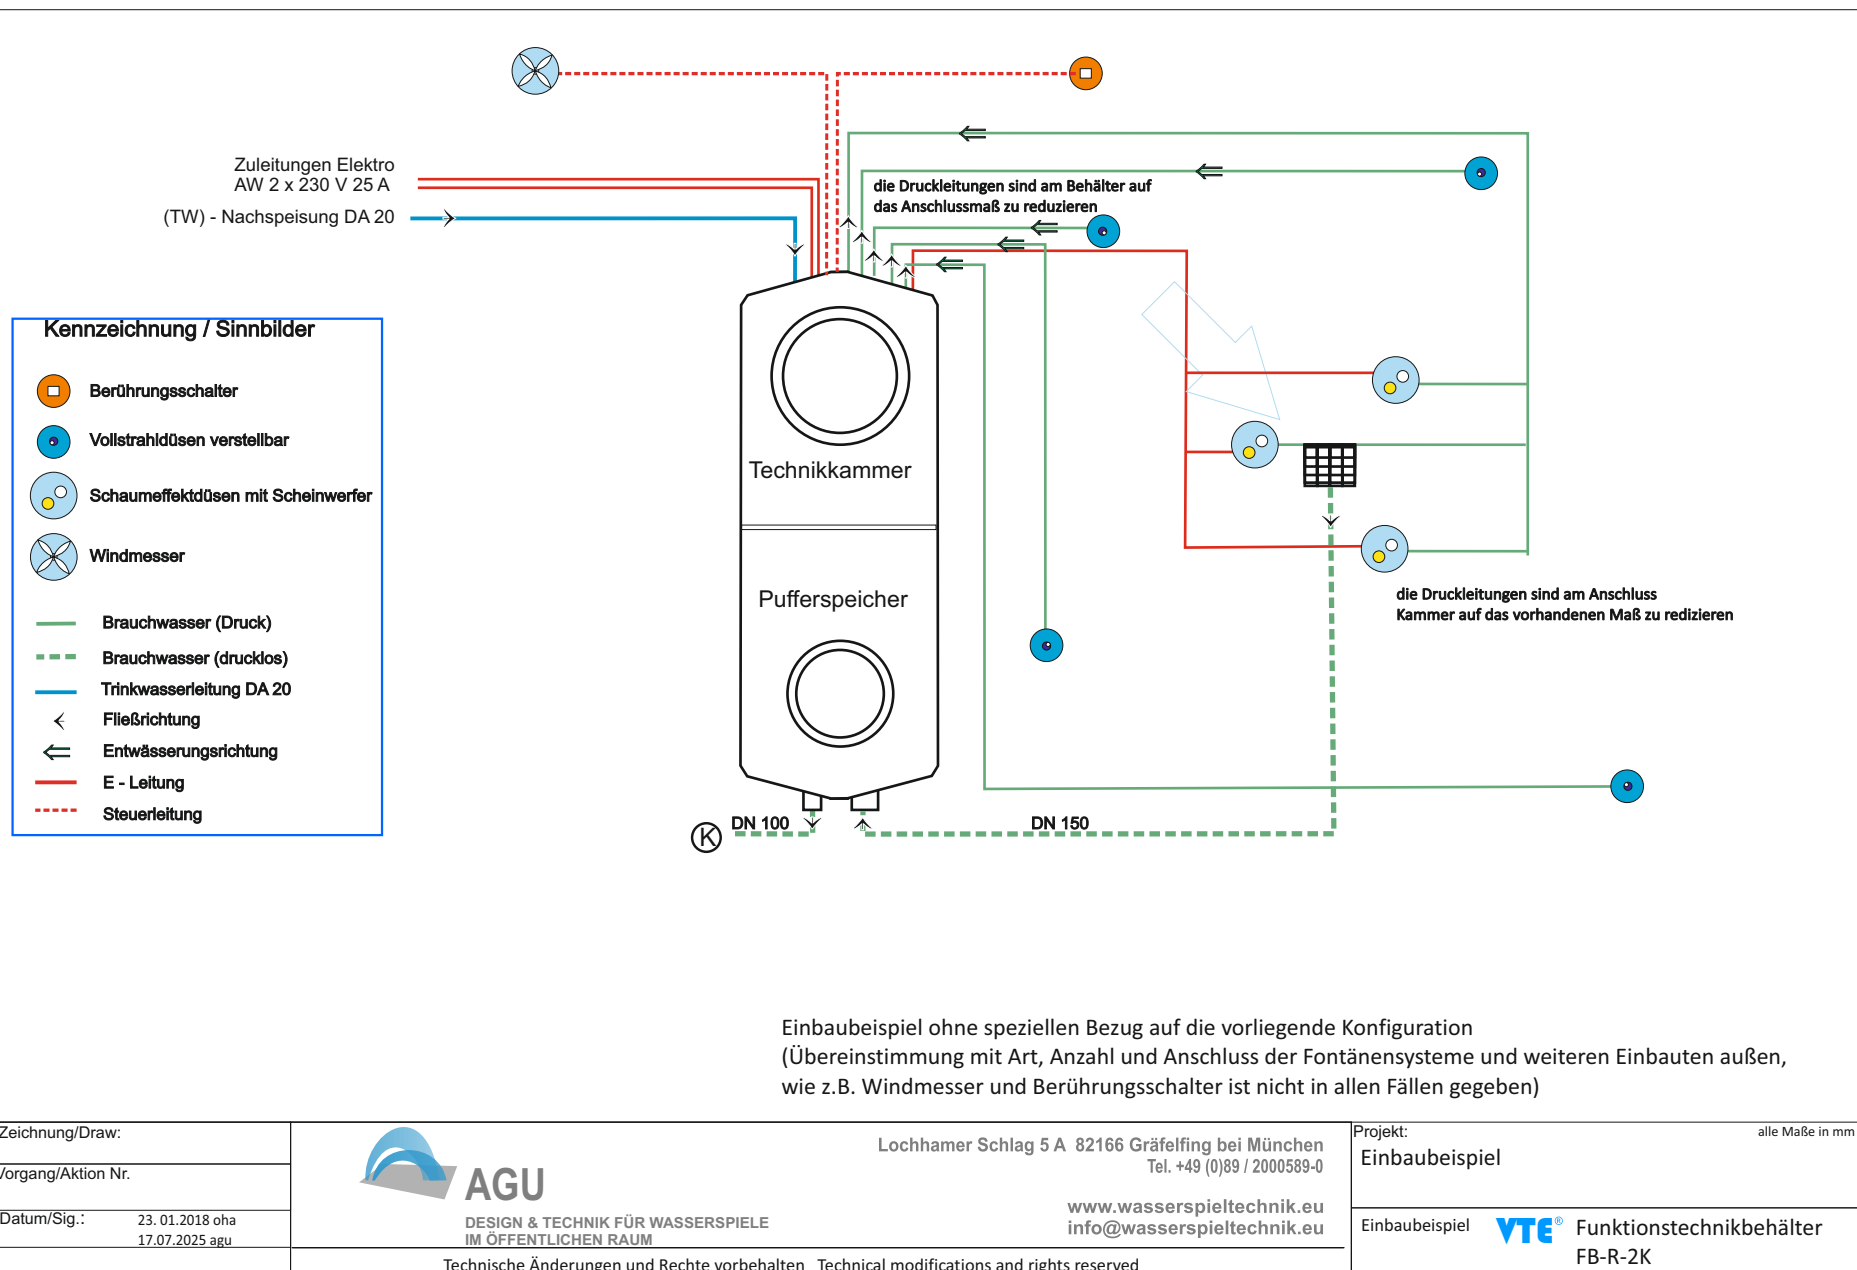 Zuleitungen Elektro
AW 2 x 230 V 25 A
(TW) - Nachspeisung DA 20
die Druckleitungen sind am Behälter auf
das Anschlussmaß zu reduzieren
Kennzeichnung / Sinnbilder
Berührungsschalter
Vollstrahldüsen verstellbar
Schaumeffektdüsen mit Scheinwerfer
Windmesser
Brauchwasser (Druck)
Brauchwasser (drucklos)
Trinkwasserleitung DA 20
Fließrichtung
Entwässerungsrichtung
E - Leitung
Steuerleitung
Technikkammer
Pufferspeicher
die Druckleitungen sind am Anschluss
Kammer auf das vorhandenen Maß zu redizieren
K
DN 100
DN 150
Einbaubeispiel ohne speziellen Bezug auf die vorliegende Konfiguration
(Übereinstimmung mit Art, Anzahl und Anschluss der Fontänensysteme und weiteren Einbauten außen,
wie z.B. Windmesser und Berührungsschalter ist nicht in allen Fällen gegeben)
Zeichnung/Draw:
Vorgang/Aktion Nr.
Datum/Sig.: 23. 01.2018 oha
17.07.2025 agu
AGU
DESIGN & TECHNIK FÜR WASSERSPIELE
IM ÖFFENTLICHEN RAUM
Lochhamer Schlag 5 A 82166 Gräfelfing bei München
Tel. +49 (0)89 / 2000589-0
www.wasserspieltechnik.eu
info@wasserspieltechnik.eu
Technische Änderungen und Rechte vorbehalten Technical modifications and rights reserved
Projekt: alle Maße in mm
Einbaubeispiel
Einbaubeispiel VTE® Funktionstechnikbehälter
FB-R-2K